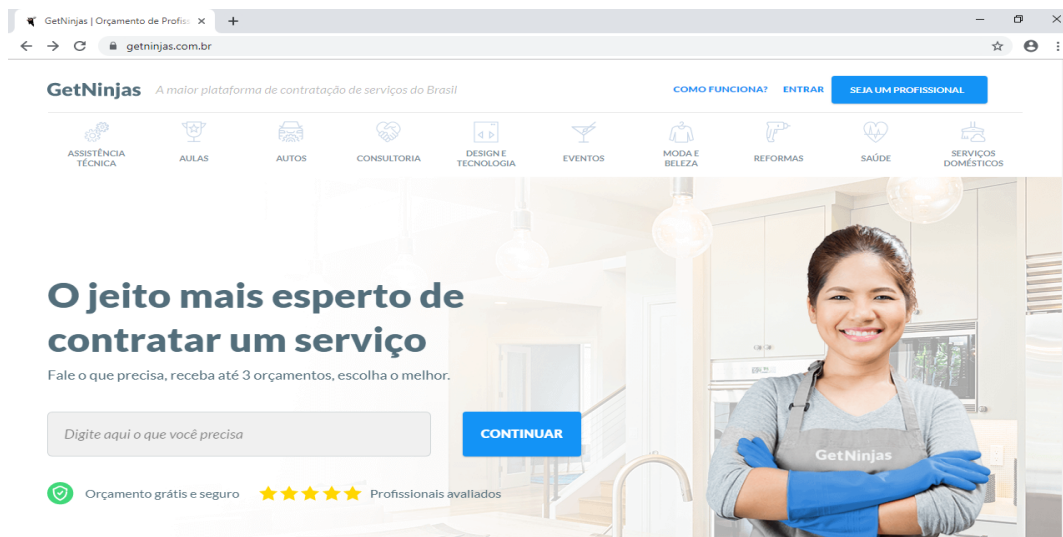 GetNinjas | Orçamento de Profiss
getninjas.com.br
GetNinjas A maior plataforma de contratação de serviços do Brasil
COMO FUNCIONA? ENTRAR SEJA UM PROFISSIONAL
ASSISTÊNCIA TÉCNICA
AULAS
AUTOS
CONSULTORIA
DESIGN E TECNOLOGIA
EVENTOS
MODA E BELEZA
REFORMAS
SAÚDE
SERVIÇOS DOMÉSTICOS
O jeito mais esperto de
contratar um serviço
Fale o que precisa, receba até 3 orçamentos, escolha o melhor.
Digite aqui o que você precisa
CONTINUAR
GetNinjas
Orçamento grátis e seguro
Profissionais avaliados